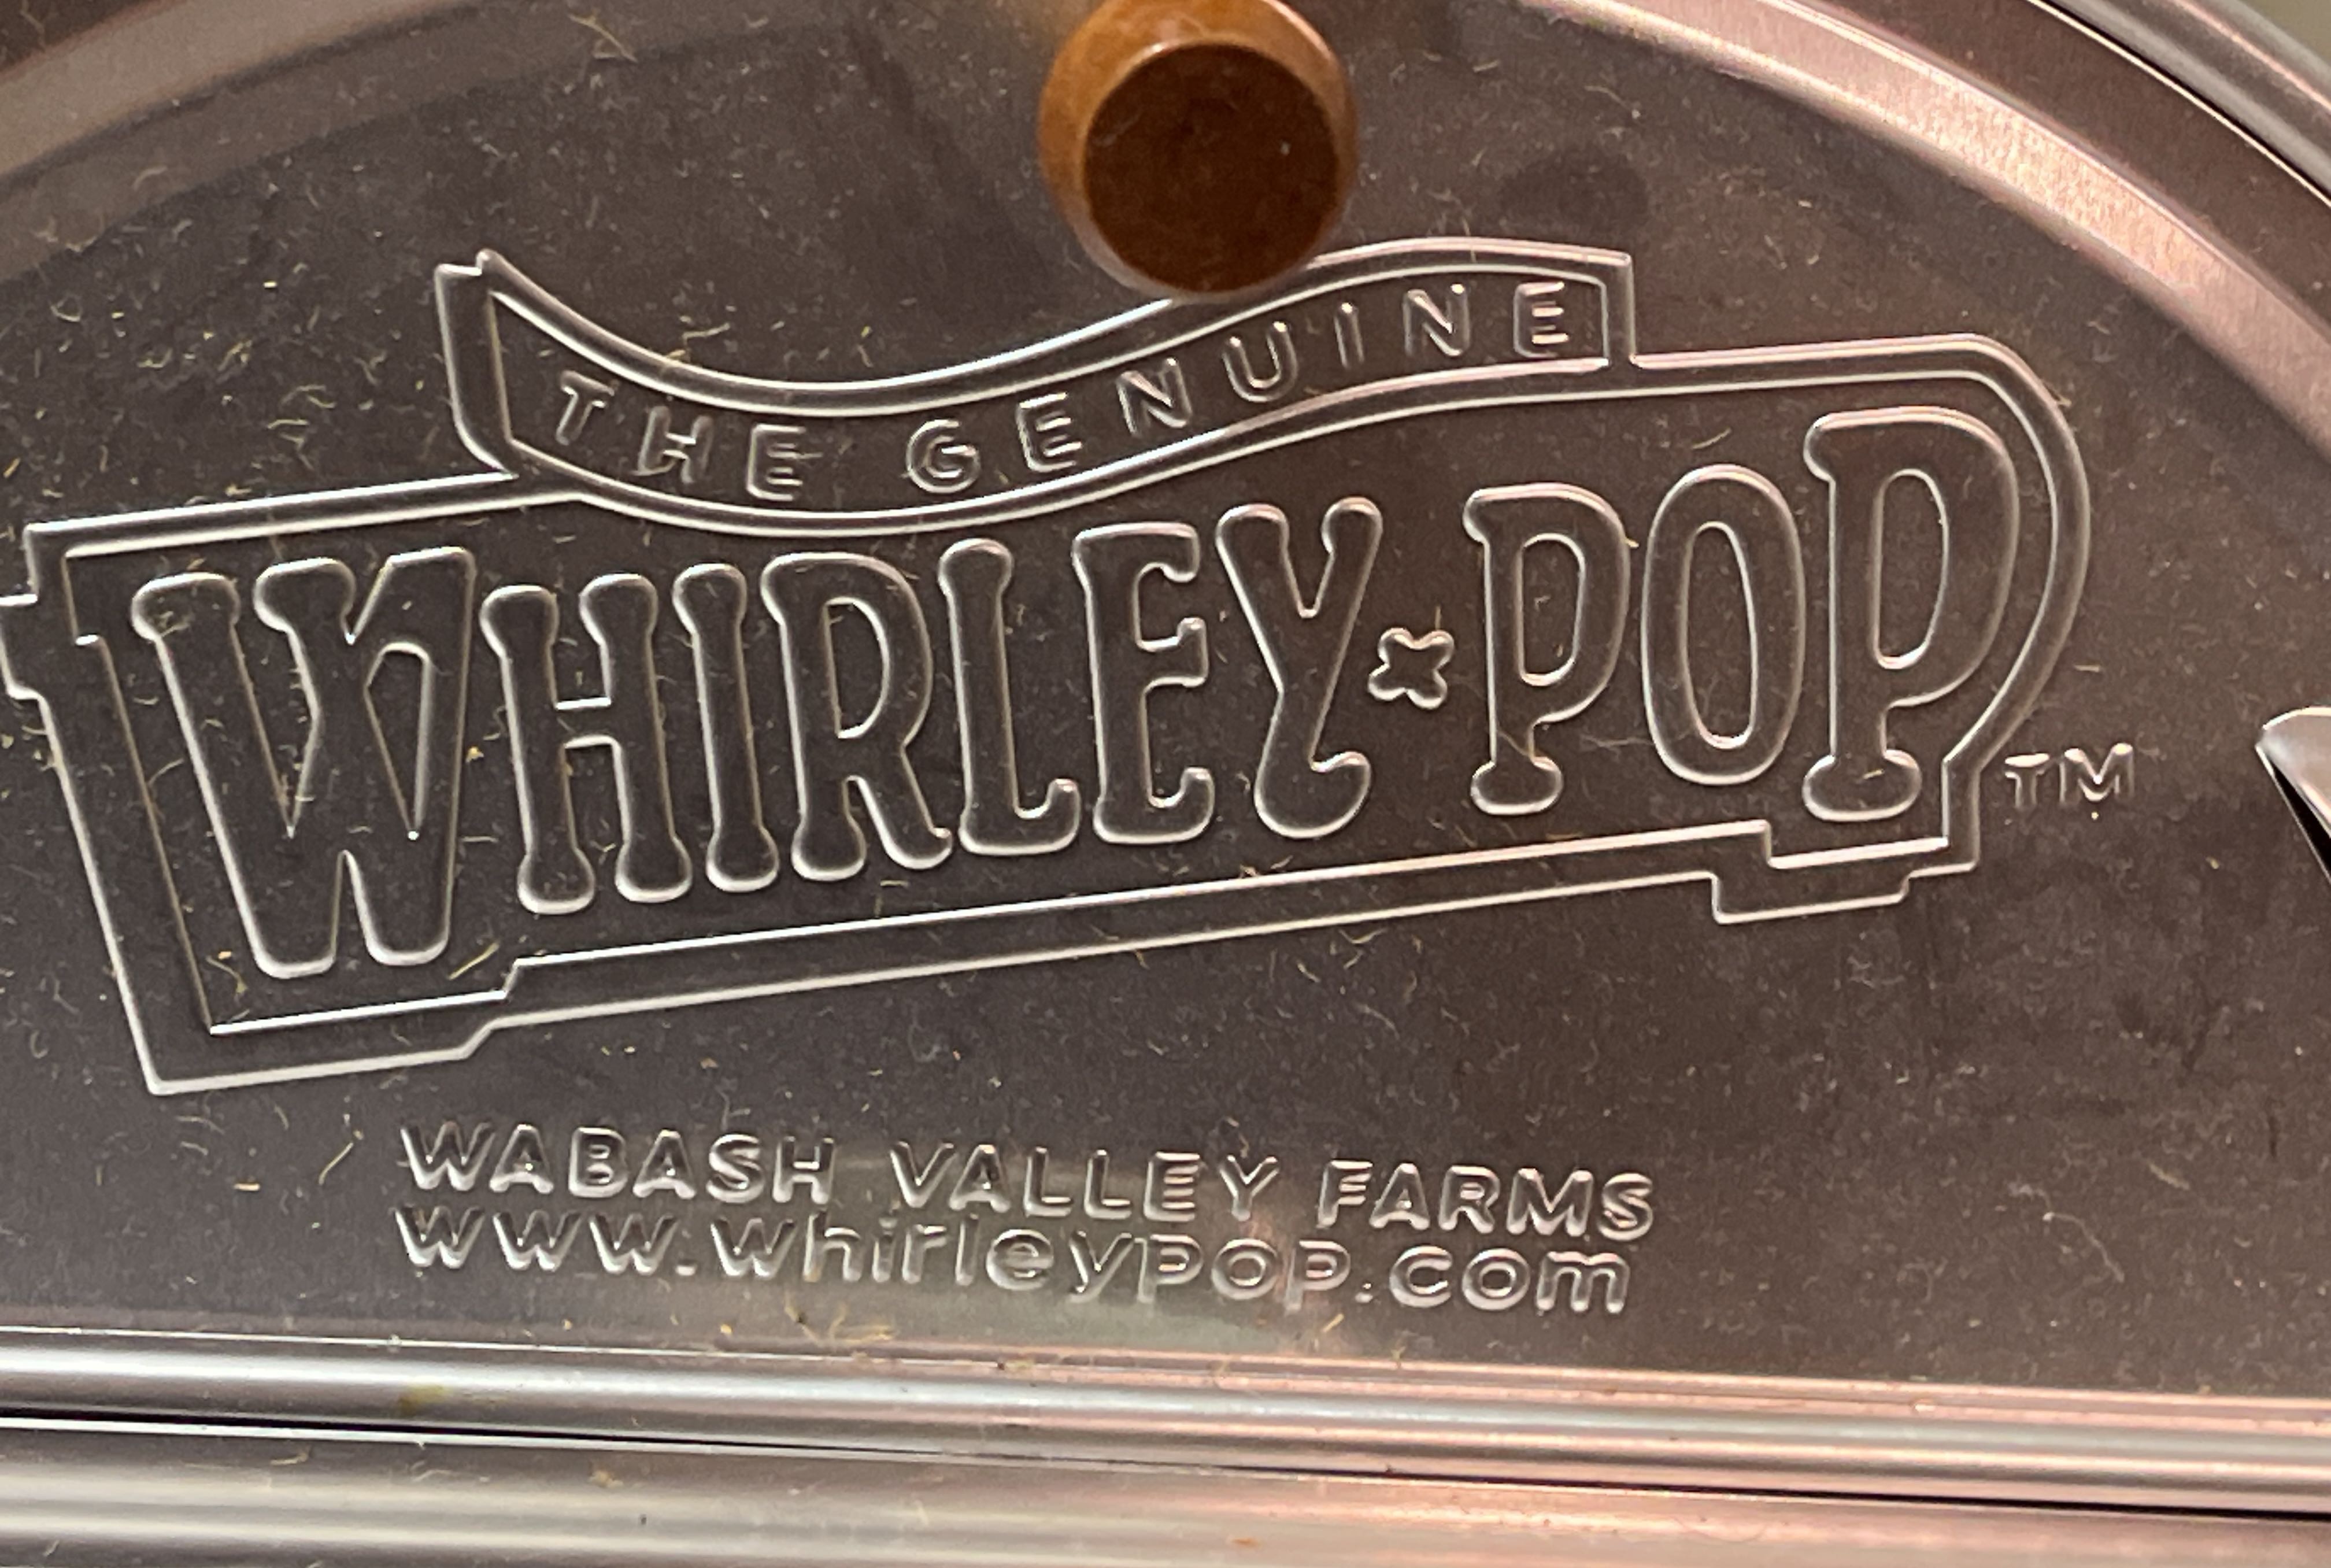 THE GENUINE
WHIRLEY POP
TM
WABASH VALLEY FARMS
www.whirleypop.com